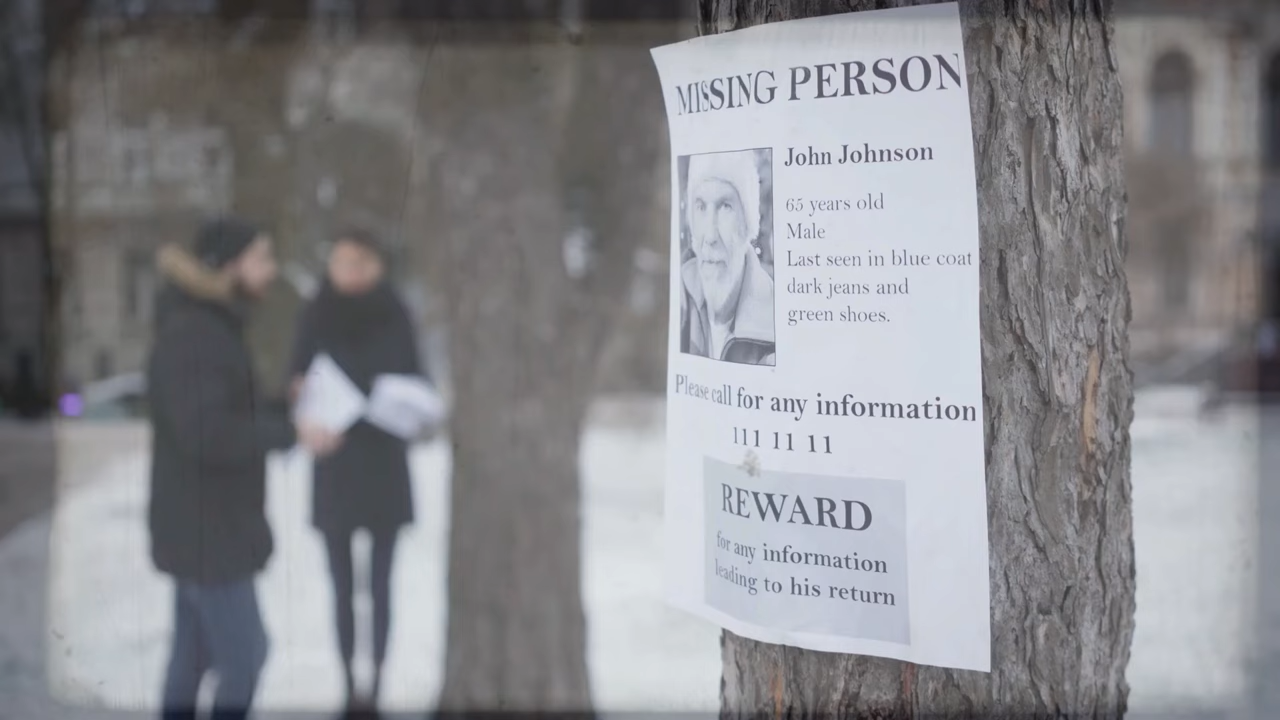 MISSING PERSON
John Johnson
65 years old
Male
Last seen in blue coat
dark jeans and
green shoes.
Please call for any information
111 11 11
REWARD
for any information
leading to his return